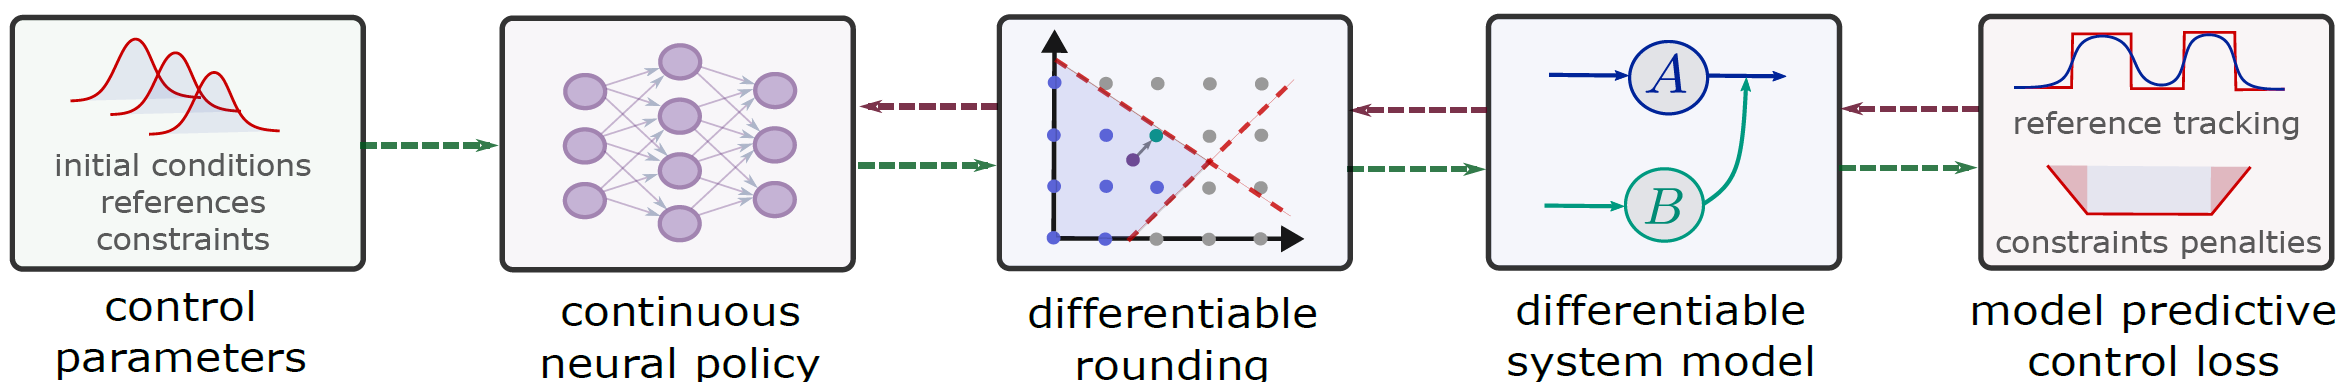 initial conditions
references
constraints
control
parameters
continuous
neural policy
differentiable
rounding
A
B
differentiable
system model
reference tracking
constraints penalties
model predictive
control loss